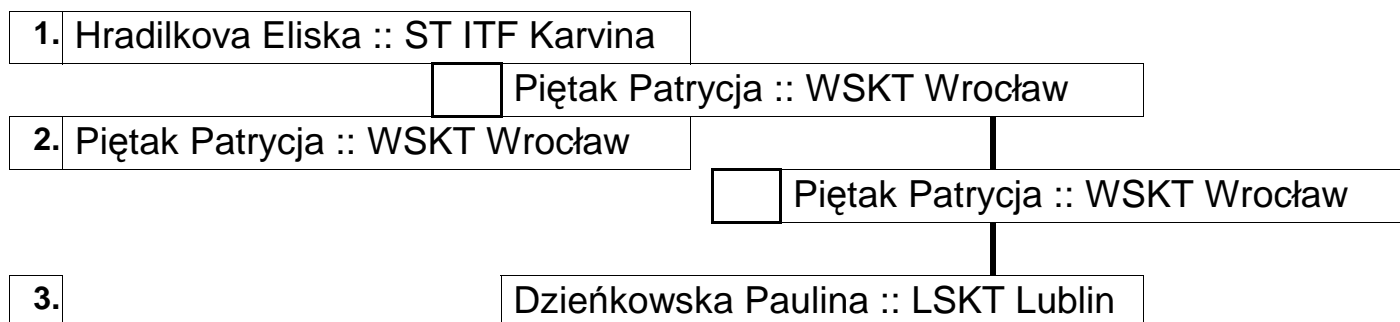 1. Hradilkova Eliska :: ST ITF Karvina
Piętak Patrycja :: WSKT Wrocław
2. Piętak Patrycja :: WSKT Wrocław
Piętak Patrycja :: WSKT Wrocław
3. Dzieńkowska Paulina :: LSKT Lublin